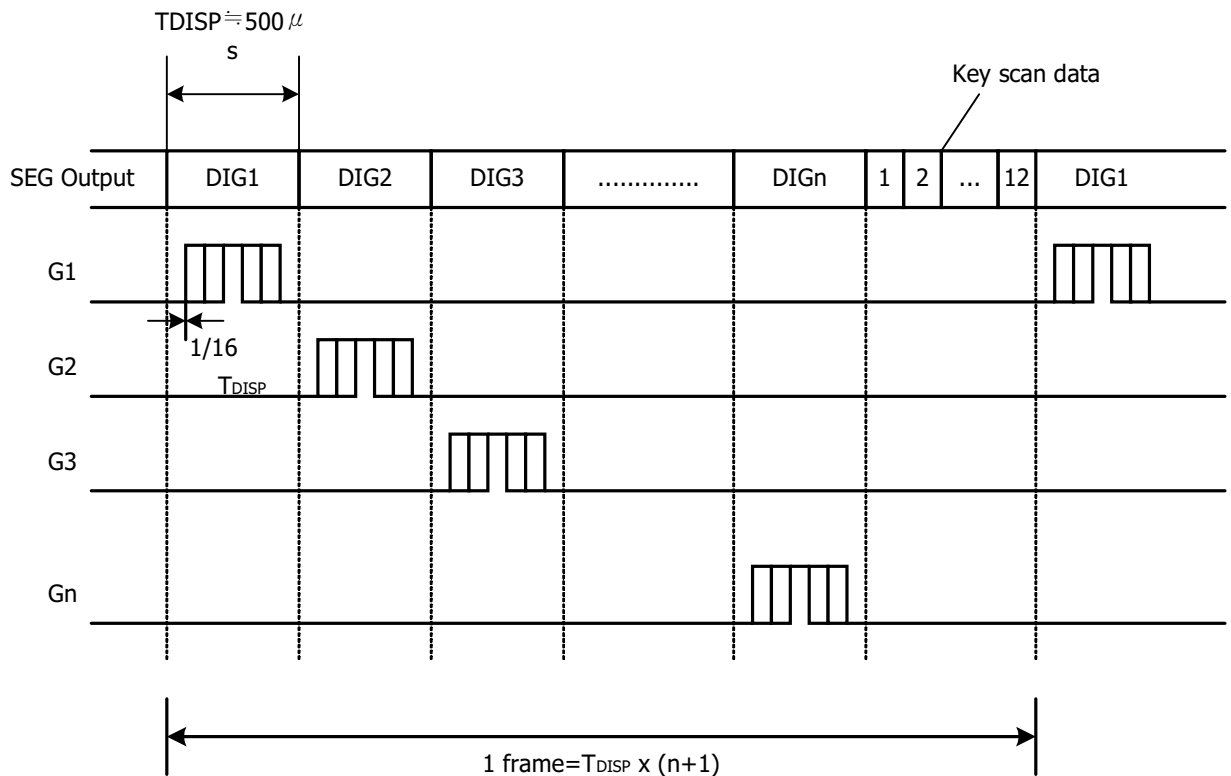 TDISP≒500μ
s
Key scan data
SEG Output DIG1 DIG2 DIG3 .............. DIGn 1 2 ... 12 DIG1
G1
1/16
G2
TDISP
G3
Gn
1 frame=TDISP x (n+1)